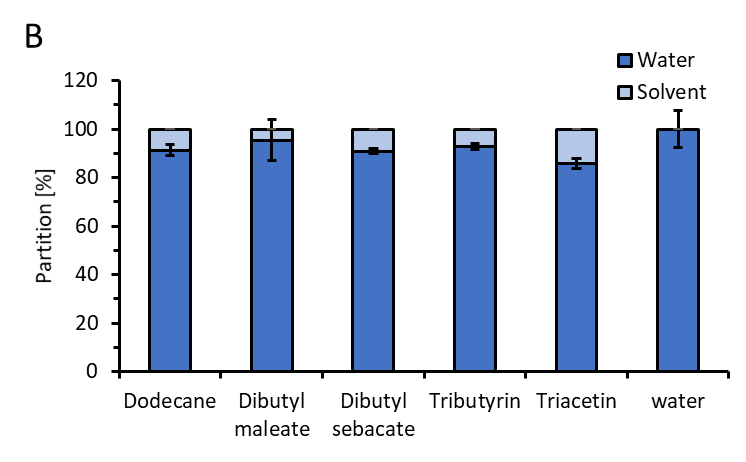 B
Water
Solvent
Partition [%]
120
100
80
60
40
20
0
Dodecane
Dibutyl
maleate
Dibutyl
sebacate
Tributyrin
Triacetin
water